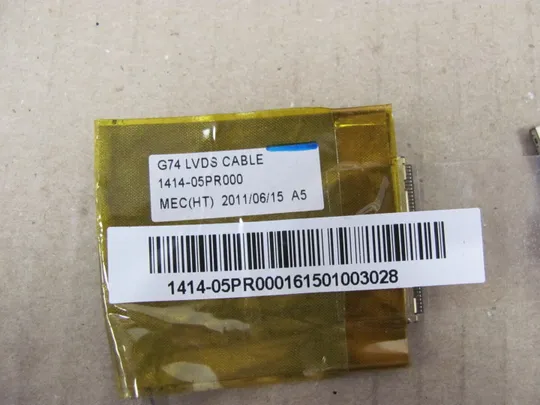 G74 LVDS CABLE
1414-05PR000
MEC(HT) 2011/06/15 A5
1414-05PR000161501003028